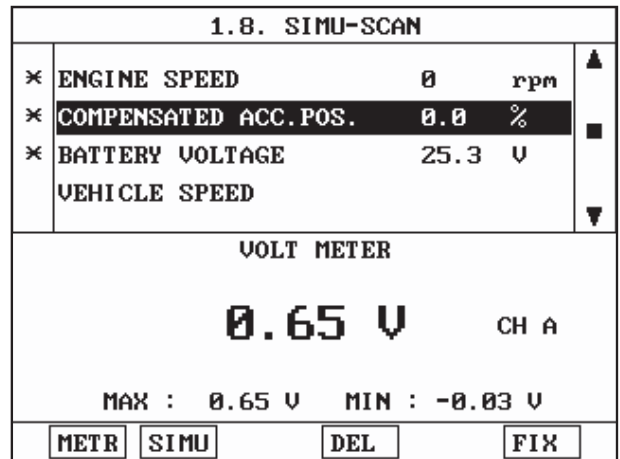 1.8. SIMU-SCAN
* ENGINE SPEED 0 rpm
* COMPENSATED ACC.POS. 0.0 %
* BATTERY VOLTAGE 25.3 V
VEHICLE SPEED
VOLT METER
0.65 V CH A
MAX : 0.65 V MIN : -0.03 V
METR SIMU DEL FIX